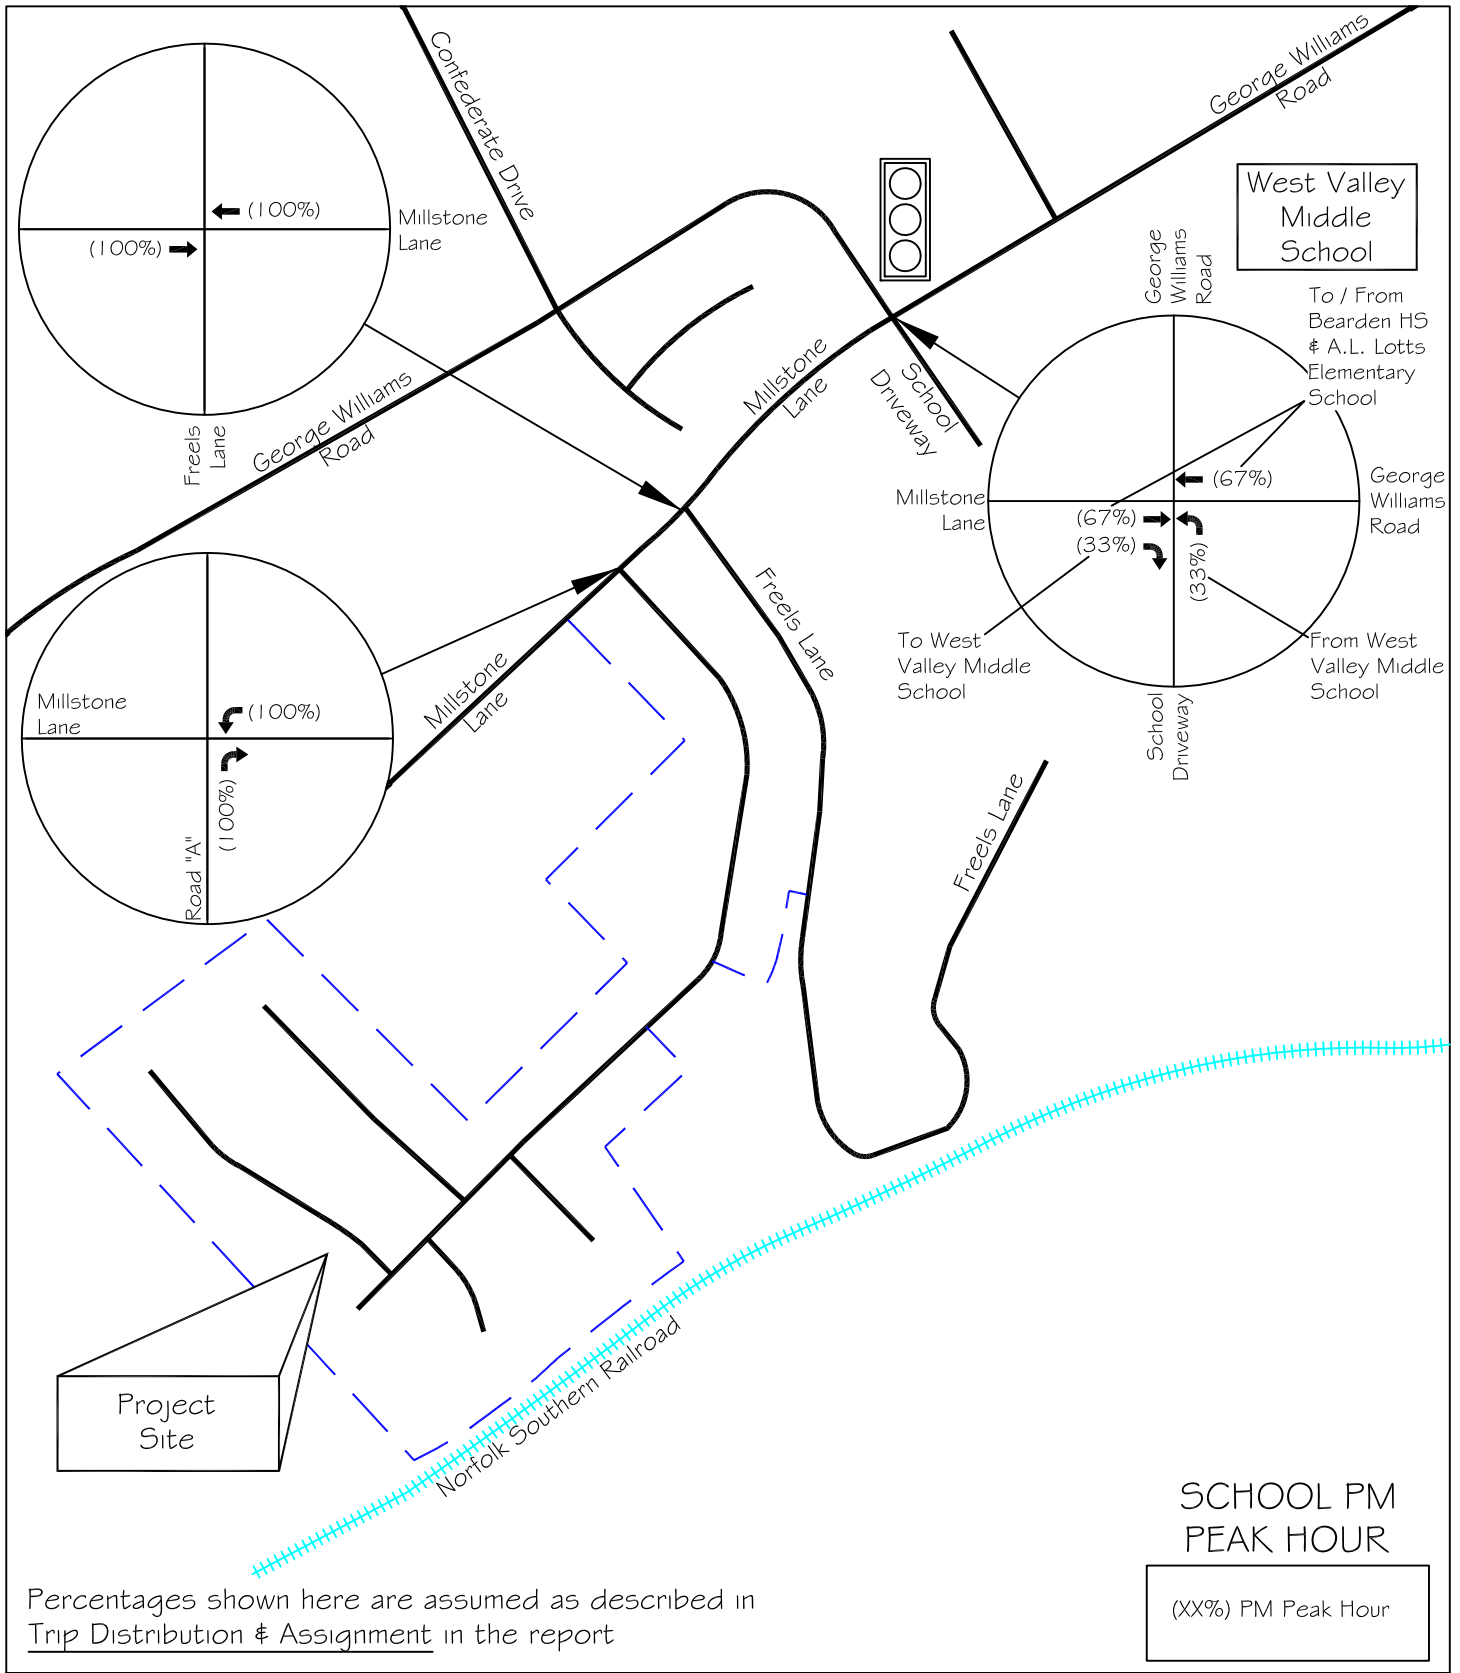 Confederate Drive
George Williams
Road
West Valley
Middle
School
(100%)
(100%)
Millstone
Lane
Freels
Lane
George Williams
Road
Millstone
Lane
School
Driveway
George
Williams
Road
To / From
Bearden HS
& A.L. Lotts
Elementary
School
(67%)
Millstone
Lane
(67%)
(33%)
(33%)
George
Williams
Road
To West
Valley Middle
School
From West
Valley Middle
School
School
Driveway
Freels Lane
Millstone
Lane
Millstone
Lane
(100%)
(100%)
Road "A"
Freels Lane
Project
Site
Norfolk Southern Railroad
SCHOOL PM
PEAK HOUR
(XX%) PM Peak Hour
Percentages shown here are assumed as described in
Trip Distribution & Assignment in the report